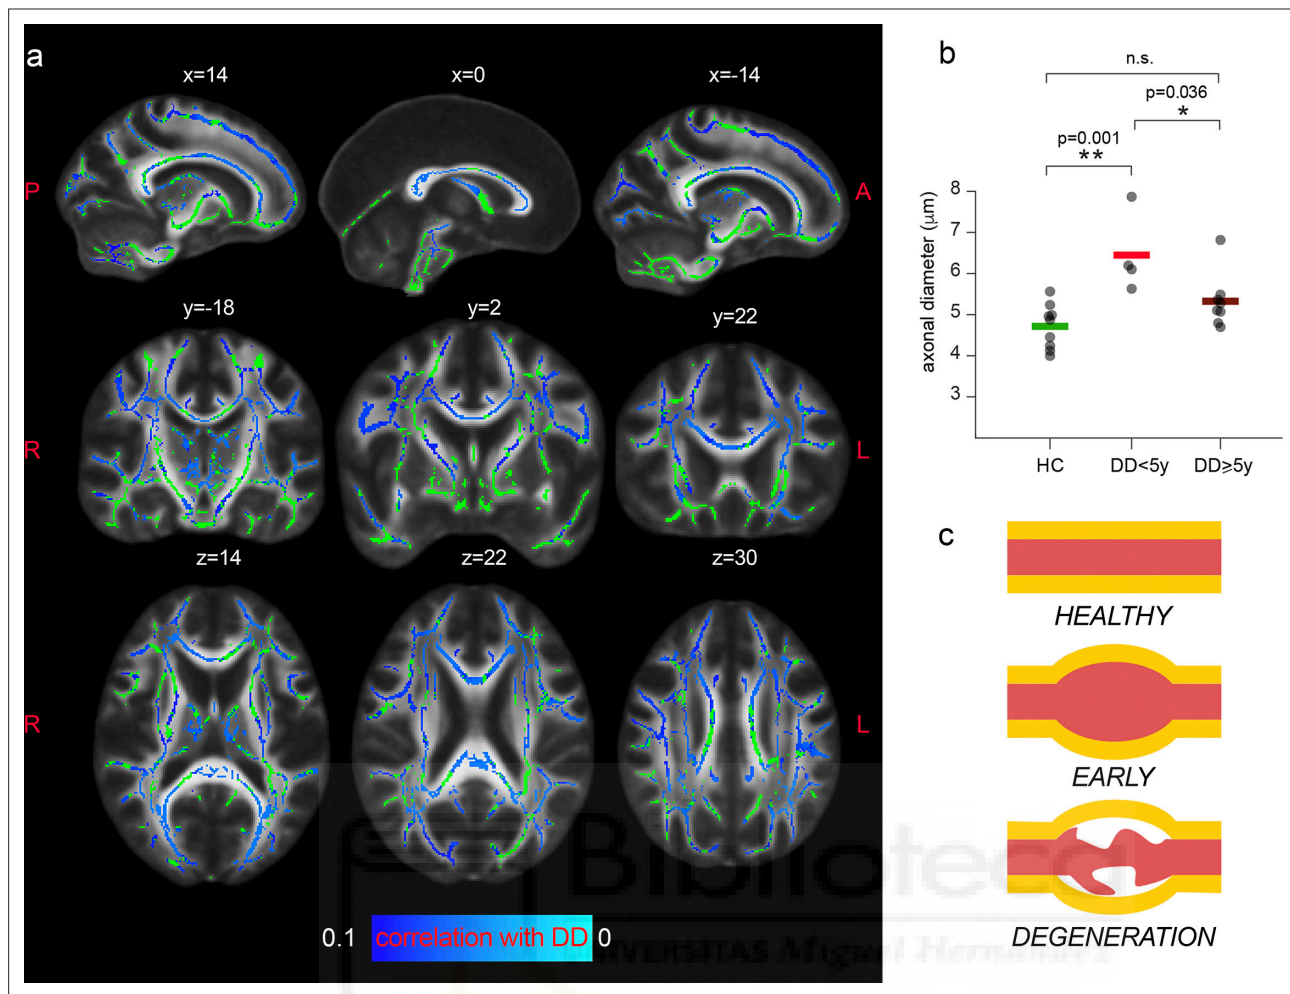 a
x=14 x=0 x=-14
P A
y=-18 y=2 y=22
R L
z=14 z=22 z=30
R L
0.1 correlation with DD 0
b
n.s.
p=0.036
*
p=0.001
**
axonal diameter (μm)
8
7
6
5
4
3
HC DD<5y DD≥5y
c
HEALTHY
EARLY
DEGENERATION
Biblioteca
UNIVERSITAS Miguel Hernández